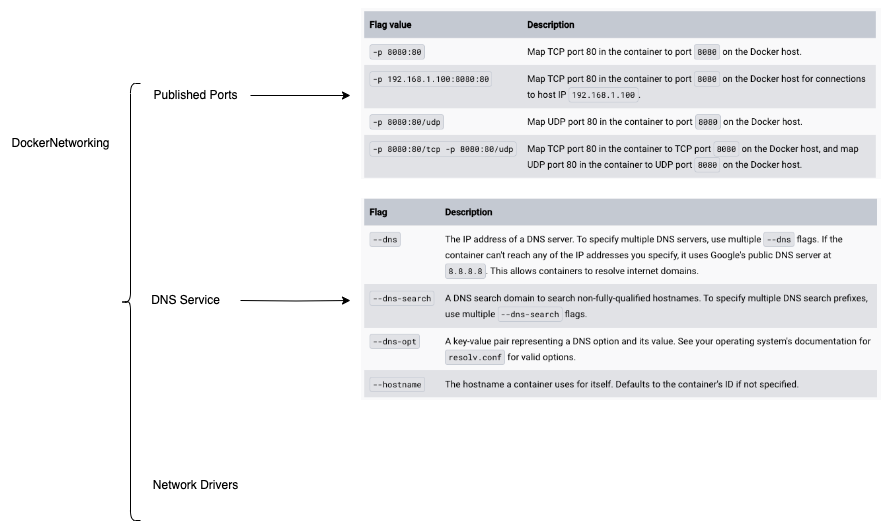 DockerNetworking
Published Ports
Flag value Description
-p 8080:80 Map TCP port 80 in the container to port 8080 on the Docker host.
-p 192.168.1.100:8080:80 Map TCP port 80 in the container to port 8080 on the Docker host for connections
to host IP 192.168.1.100 .
-p 8080:80/udp Map UDP port 80 in the container to port 8080 on the Docker host.
-p 8080:80/tcp -p 8080:80/udp Map TCP port 80 in the container to TCP port 8080 on the Docker host, and map
UDP port 80 in the container to UDP port 8080 on the Docker host.
DNS Service
Flag Description
--dns The IP address of a DNS server. To specify multiple DNS servers, use multiple --dns flags. If the
container can't reach any of the IP addresses you specify, it uses Google's public DNS server at
8.8.8.8 . This allows containers to resolve internet domains.
--dns-search A DNS search domain to search non-fully-qualified hostnames. To specify multiple DNS search prefixes,
use multiple --dns-search flags.
--dns-opt A key-value pair representing a DNS option and its value. See your operating system's documentation for
resolv.conf for valid options.
--hostname The hostname a container uses for itself. Defaults to the container's ID if not specified.
Network Drivers